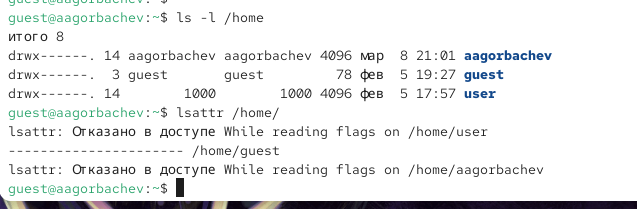 guest@aagorbachev:~$ ls -l /home
итого 8
drwx------. 14 aagorbachev aagorbachev 4096 мар  8 21:01 aagorbachev
drwx------.  3 guest       guest         78 фев  5 19:27 guest
drwx------. 14        1000        1000 4096 фев  5 17:57 user
guest@aagorbachev:~$ lsattr /home/
lsattr: Отказано в доступе While reading flags on /home/user
---------------------- /home/guest
lsattr: Отказано в доступе While reading flags on /home/aagorbachev
guest@aagorbachev:~$